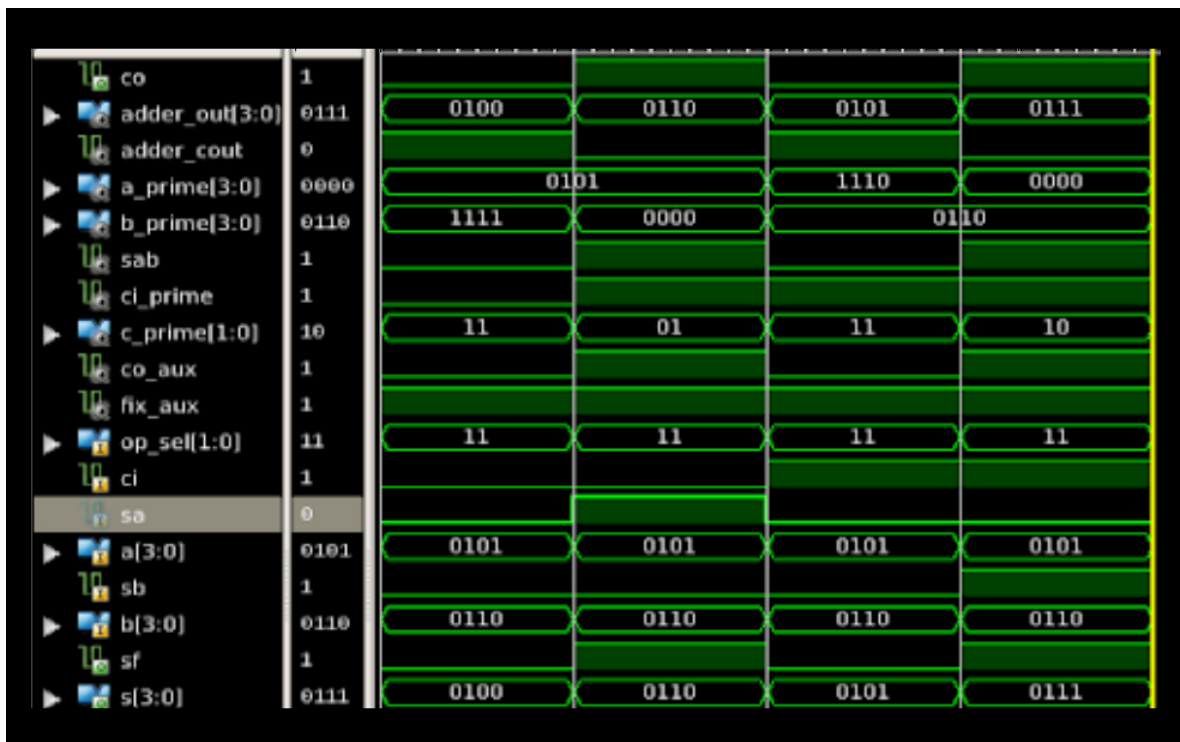 co 1
adder_out[3:0] 0111 0100 0110 0101 0111
adder_cout 0
a_prime[3:0] 0000 0101 1110 0000
b_prime[3:0] 0110 1111 0000 0110
sab 1
ci_prime 1
c_prime[1:0] 10 11 01 11 10
co_aux 1
fix_aux 1
op_sel[1:0] 11 11 11 11 11
ci 1
sa 0
a[3:0] 0101 0101 0101 0101 0101
sb 1
b[3:0] 0110 0110 0110 0110 0110
sf 1
s[3:0] 0111 0100 0110 0101 0111